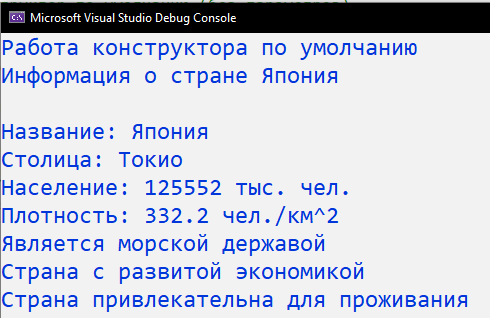 Microsoft Visual Studio Debug Console
Работа конструктора по умолчанию
Информация о стране Япония
Название: Япония
Столица: Токио
Население: 125552 тыс. чел.
Плотность: 332.2 чел./км^2
Является морской державой
Страна с развитой экономикой
Страна привлекательна для проживания